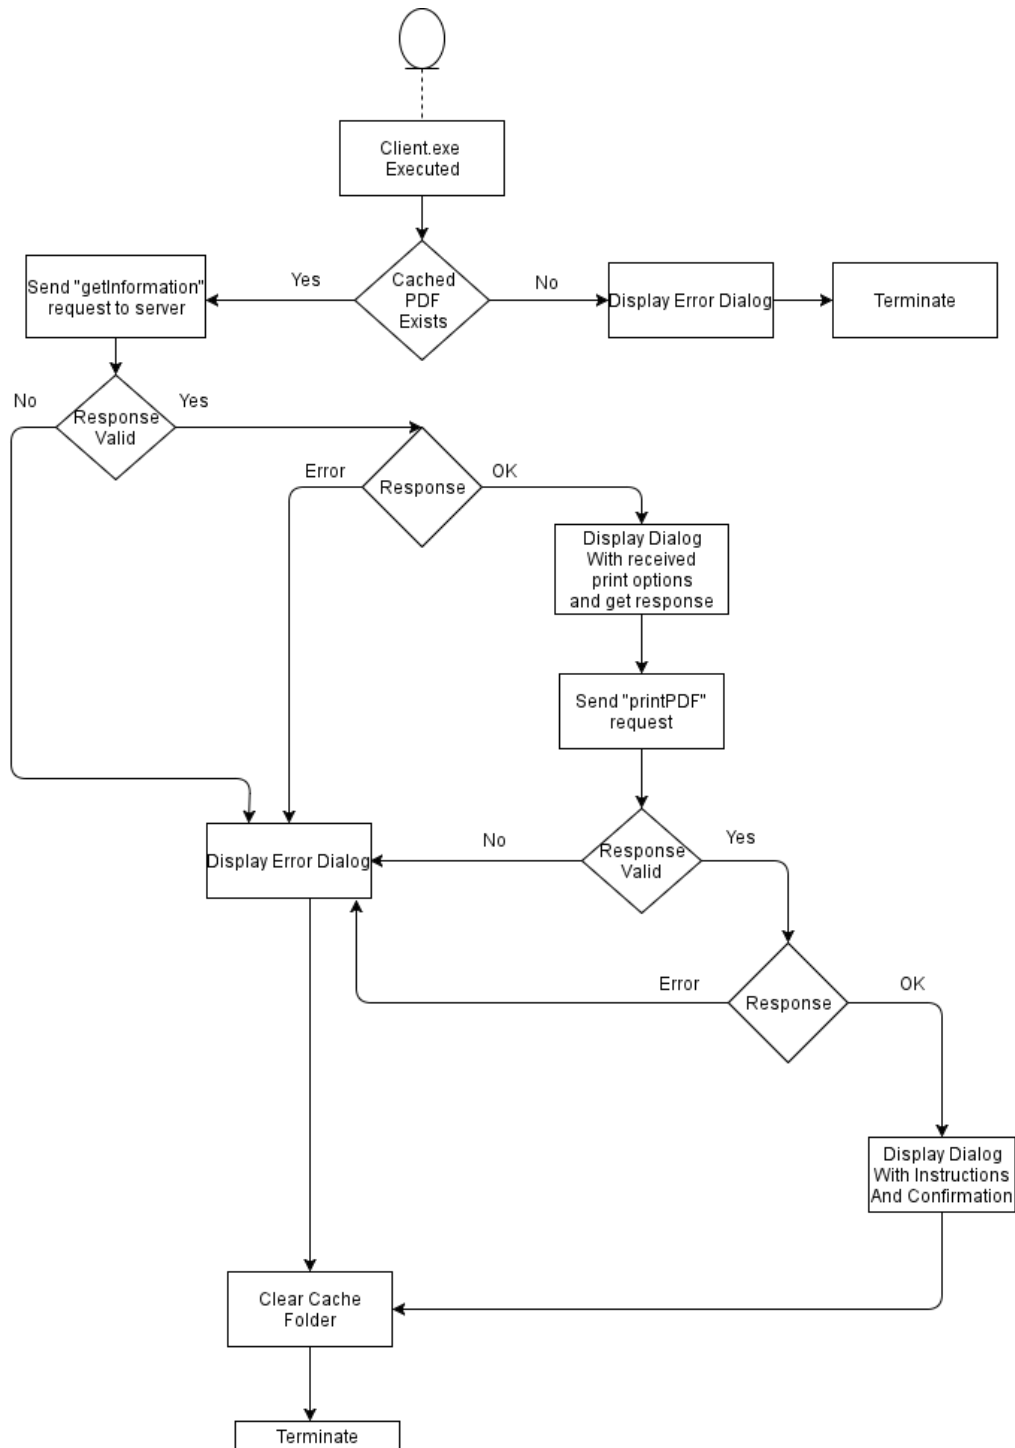 Client.exe
Executed
Cached
PDF
Exists
Yes
No
Send "getInformation"
request to server
Display Error Dialog
Terminate
No
Yes
Response
Valid
Error
OK
Response
Display Dialog
With received
print options
and get response
Send "printPDF"
request
No
Yes
Response
Valid
Display Error Dialog
Error
OK
Response
Display Dialog
With Instructions
And Confirmation
Clear Cache
Folder
Terminate